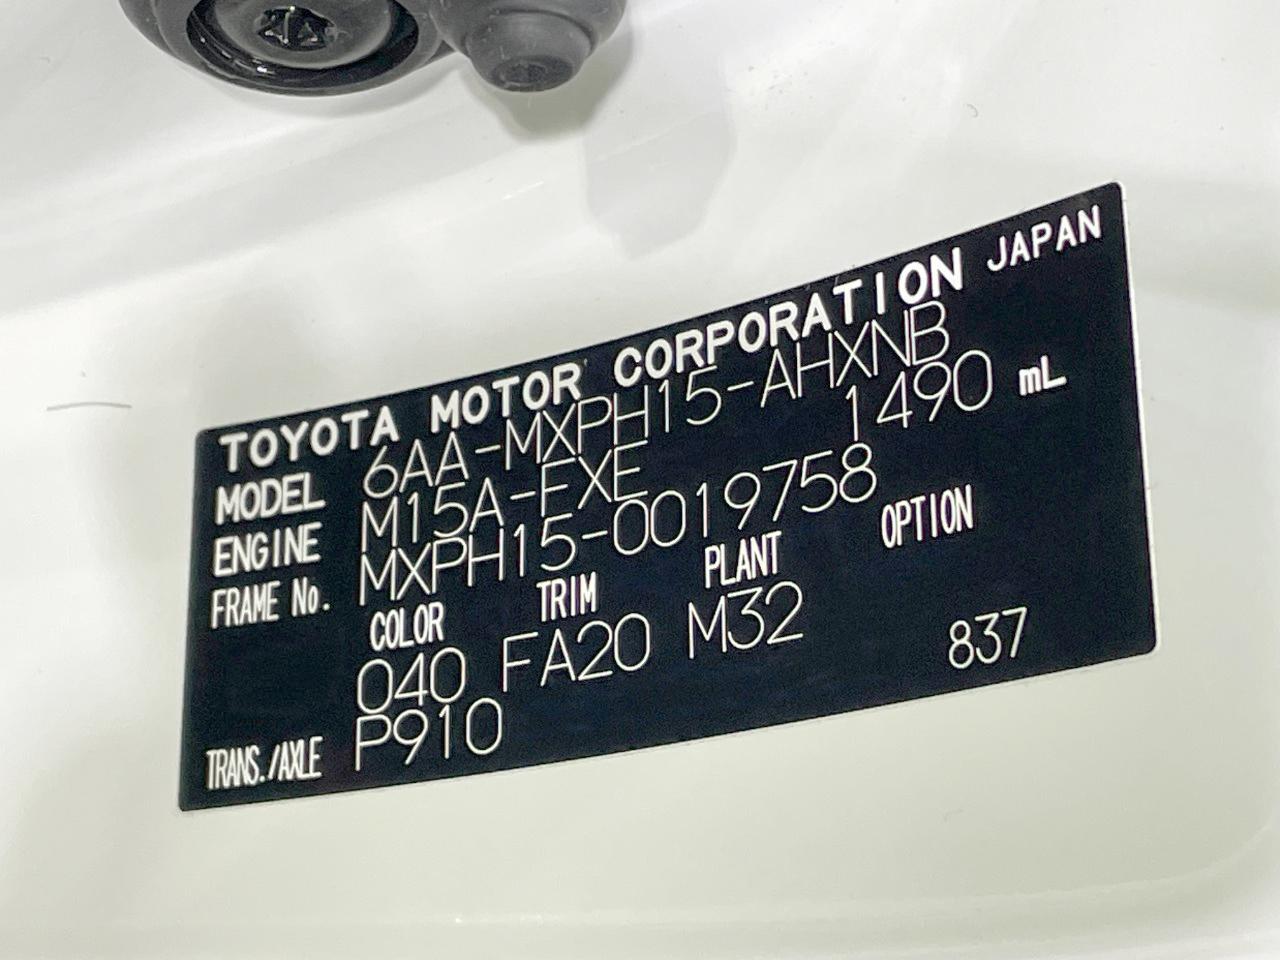 TOYOTA MOTOR CORPORATION JAPAN
MODEL 6AA-MXPH15-AHXNB
ENGINE M15A-FXE 1490 mL
FRAME No. MXPH15-0019758
COLOR TRIM PLANT OPTION
040 FA20 M32
837
TRANS./AXLE P910